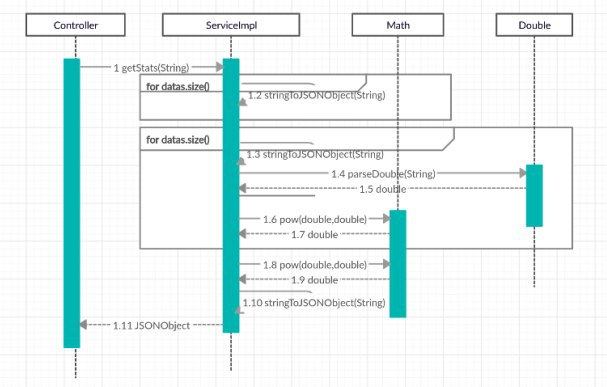 Controller
ServiceImpl
Math
Double
1 getStats(String)
for datas.size()
1.2 stringToJSONObject(String)
for datas.size()
1.3 stringToJSONObject(String)
1.4 parseDouble(String)
1.5 double
1.6 pow(double,double)
1.7 double
1.8 pow(double,double)
1.9 double
1.10 stringToJSONObject(String)
1.11 JSONObject